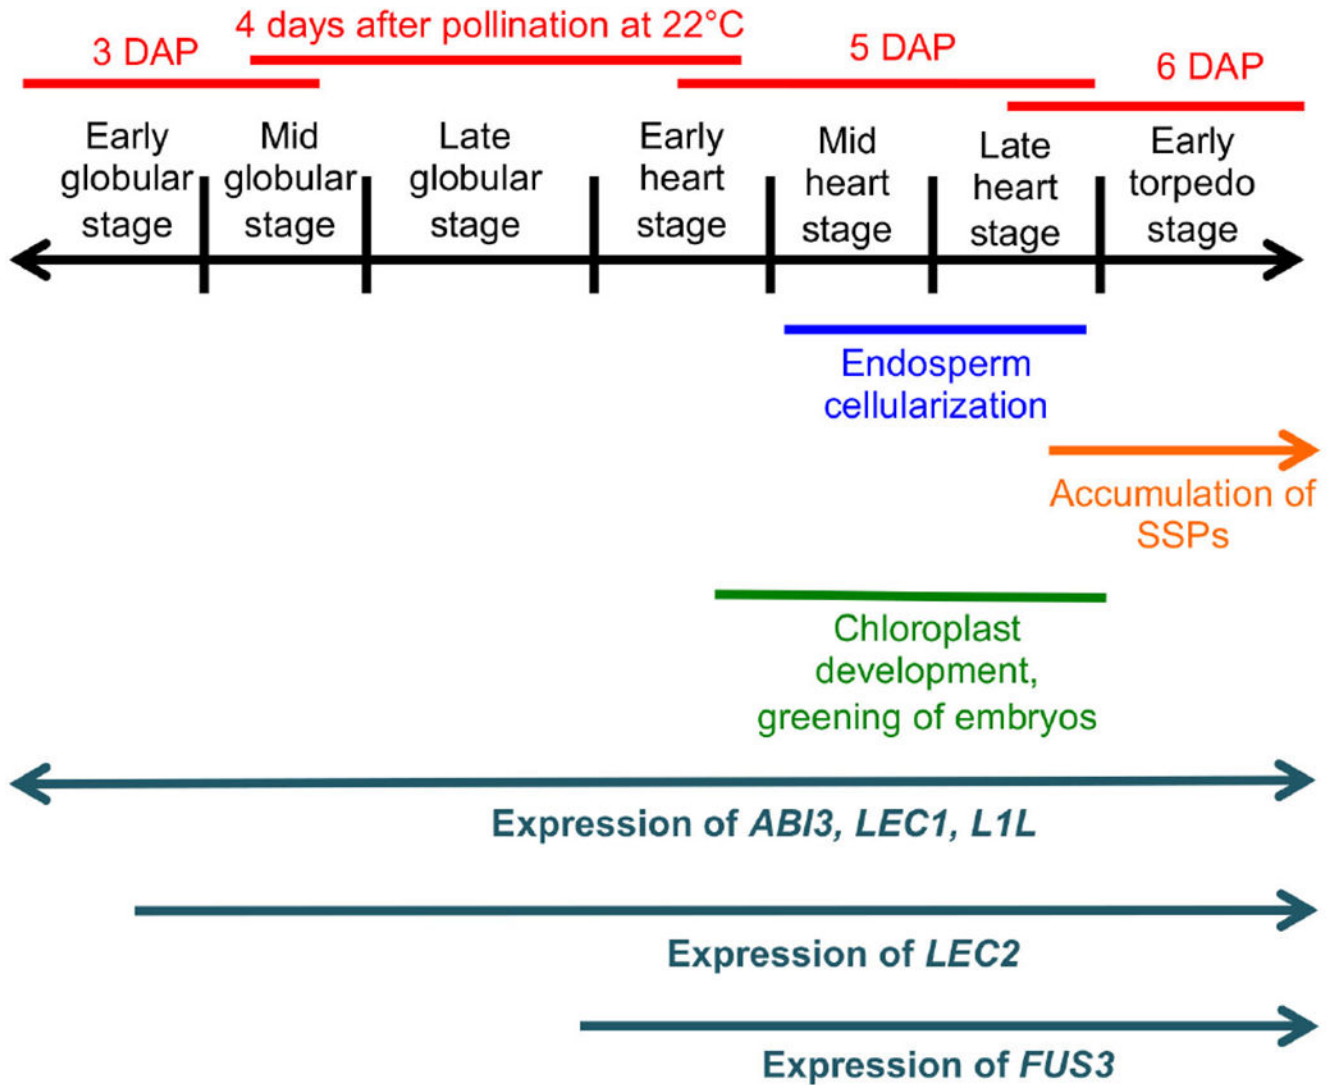 3 DAP
4 days after pollination at 22°C
5 DAP
6 DAP
Early
globular
stage
Mid
globular
stage
Late
globular
stage
Early
heart
stage
Mid
heart
stage
Late
heart
stage
Early
torpedo
stage
Endosperm
cellularization
Accumulation of
SSPs
Chloroplast
development,
greening of embryos
Expression of ABI3, LEC1, L1L
Expression of LEC2
Expression of FUS3